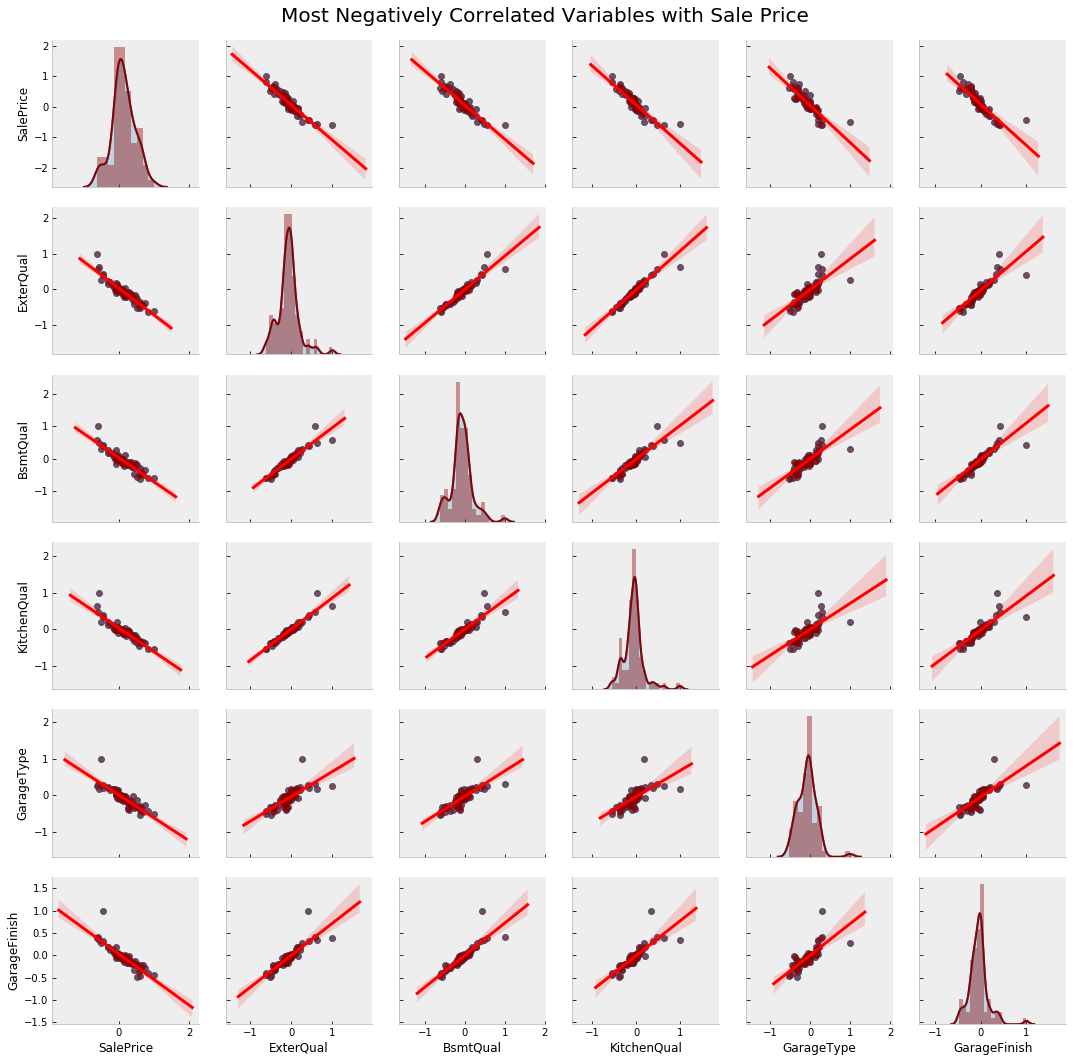 Most Negatively Correlated Variables with Sale Price
2
1
0
−1
−2
SalePrice
2
1
0
−1
ExterQual
2
1
0
−1
BsmtQual
2
1
0
−1
KitchenQual
2
1
0
−1
GarageType
1.5
1.0
0.5
0.0
−0.5
−1.0
−1.5
GarageFinish
0 2
−1 0 1 2
−1 0 1 2
−1 0 1
−1 0 1 2
−1 0 1
SalePrice
ExterQual
BsmtQual
KitchenQual
GarageType
GarageFinish